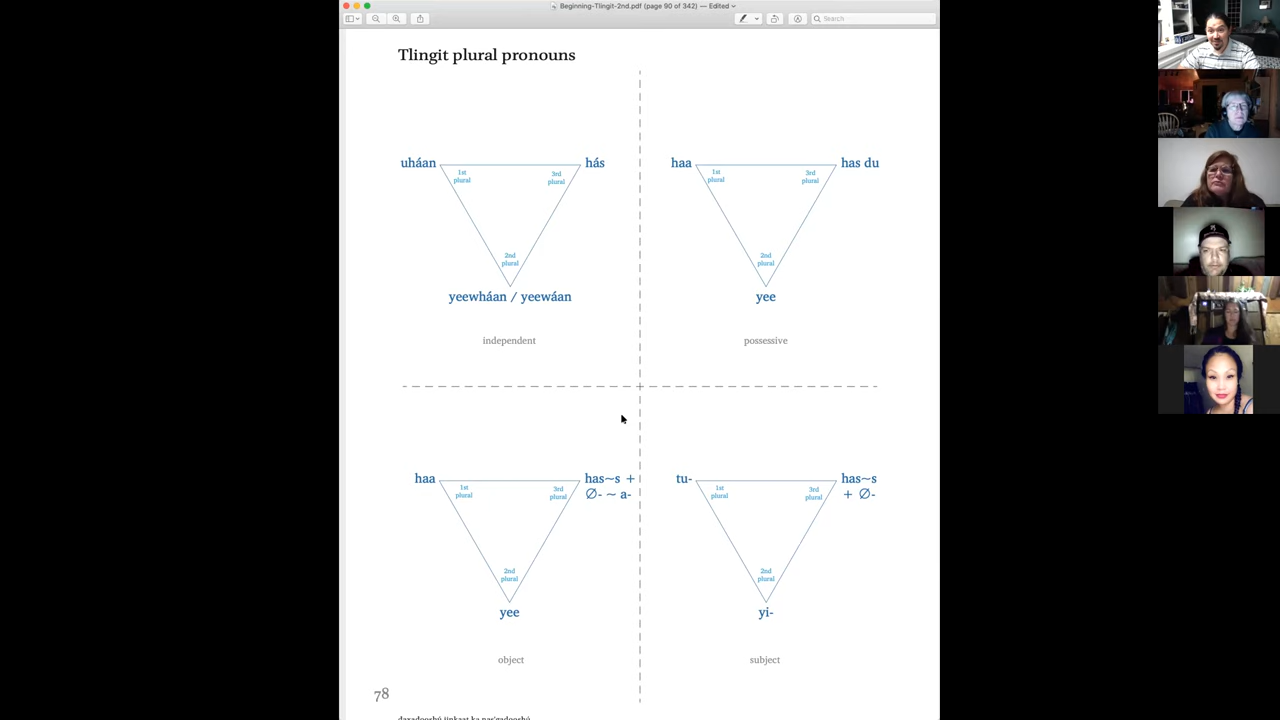 Beginning-Tlingit-2nd.pdf (page 90 of 342) — Edited
Search
Tlingit plural pronouns
uháan
1st
plural
3rd
plural
hás
2nd
plural
yeewháan / yeewáan
independent
haa
1st
plural
3rd
plural
has du
2nd
plural
yee
possessive
haa
1st
plural
3rd
plural
has~s +
∅- ~ a-
2nd
plural
yee
object
tu-
1st
plural
3rd
plural
has~s
+ ∅-
2nd
plural
yi-
subject
78